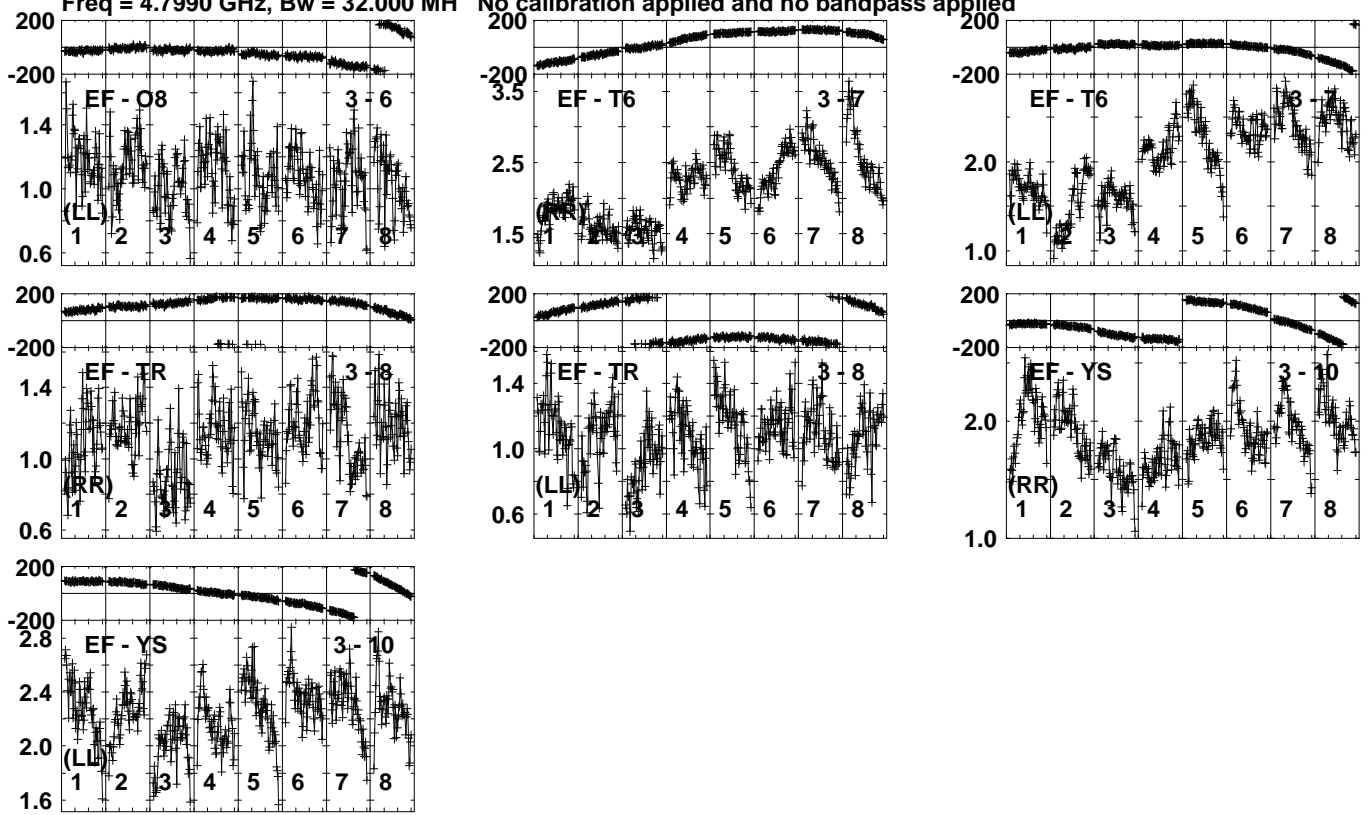 Freq = 4.7990 GHz, Bw = 32.000 MH No calibration applied and no bandpass applied
200
-200
EF - O8 3 - 6
1.4
1.0
(LL)
0.6
1 2 3 4 5 6 7 8
200
-200
3.5
EF - T6 3 - 7
2.5
(RR)
1.5
1 2 3 4 5 6 7 8
200
-200
EF - T6 3 - 7
2.0
(LL)
1.0
1 2 3 4 5 6 7 8
200
-200
EF - TR 3 - 8
1.4
1.0
(RR)
0.6
1 2 3 4 5 6 7 8
200
-200
EF - TR 3 - 8
1.4
1.0
(LL)
0.6
1 2 3 4 5 6 7 8
200
-200
EF - YS 3 - 10
2.0
(RR)
1.0
1 2 3 4 5 6 7 8
200
-200
2.8
EF - YS 3 - 10
2.4
2.0
(LL)
1.6
1 2 3 4 5 6 7 8